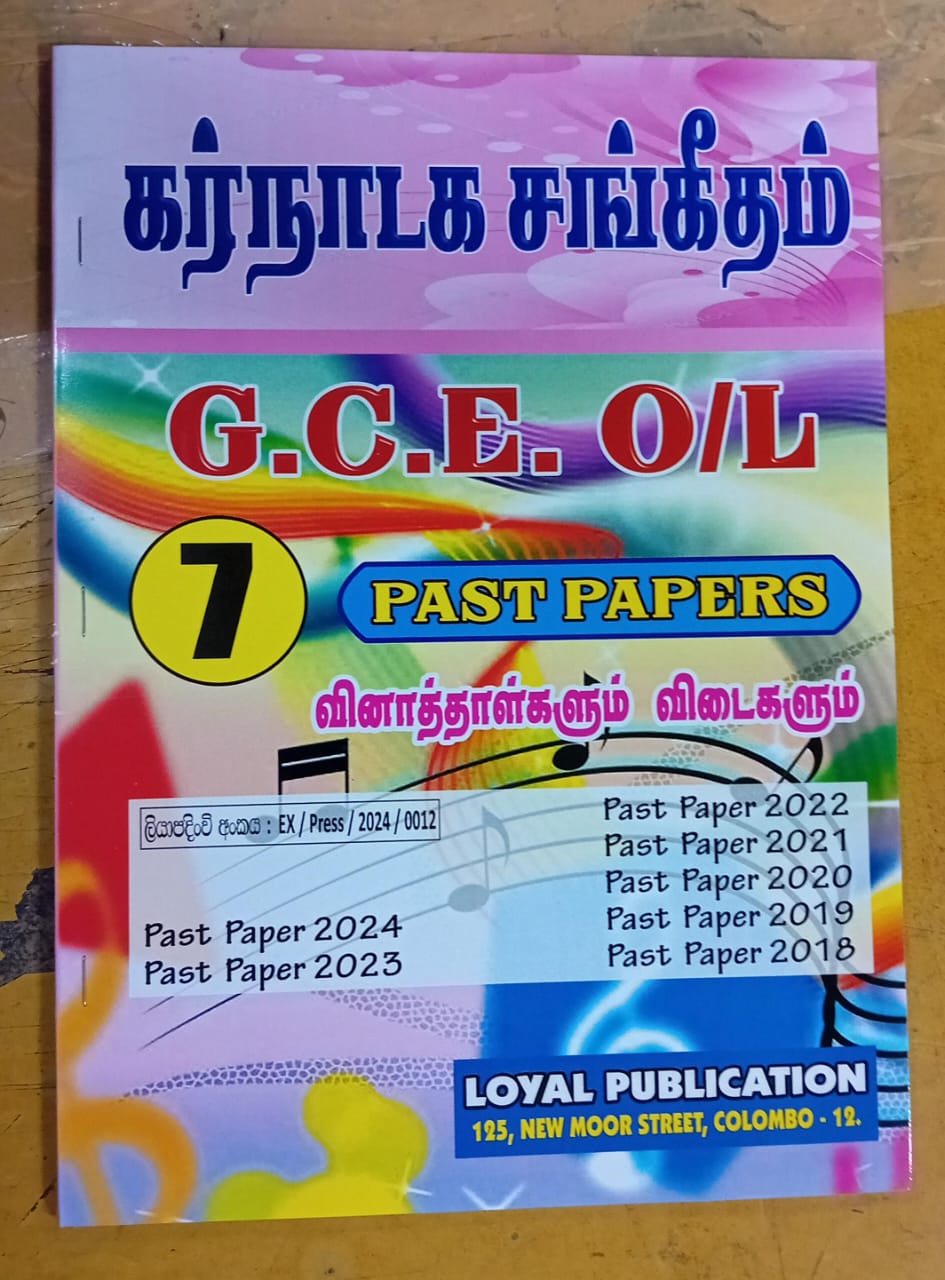 கர்நாடக சங்கீதம்
G.C.E. O/L
7
PAST PAPERS
வினாத்தாள்களும் விடைகளும்
ලියාපදිංචි අංකය : EX / Press / 2024 / 0012
Past Paper 2024
Past Paper 2023
Past Paper 2022
Past Paper 2021
Past Paper 2020
Past Paper 2019
Past Paper 2018
LOYAL PUBLICATION
125, NEW MOOR STREET, COLOMBO - 12.